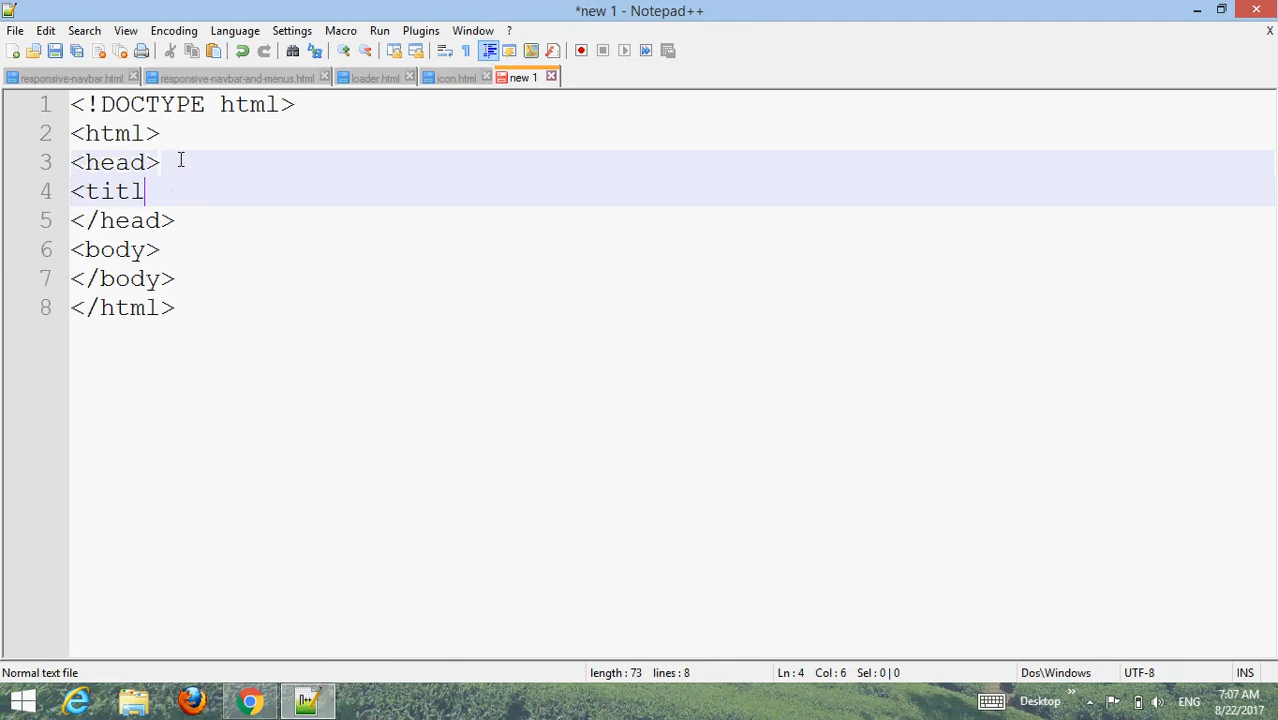 *new 1 - Notepad++
File Edit Search View Encoding Language Settings Macro Run Plugins Window ? X
responsive-navbar.html responsive-navbar-and-menus.html loader.html icon.html new 1
1 <!DOCTYPE html>
2 <html>
3 <head>
4 <titl
5 </head>
6 <body>
7 </body>
8 </html>
Normal text file length : 73 lines : 8 Ln : 4 Col : 6 Sel : 0 | 0 Dos\Windows UTF-8 INS
Desktop ENG 7:07 AM
8/22/2017